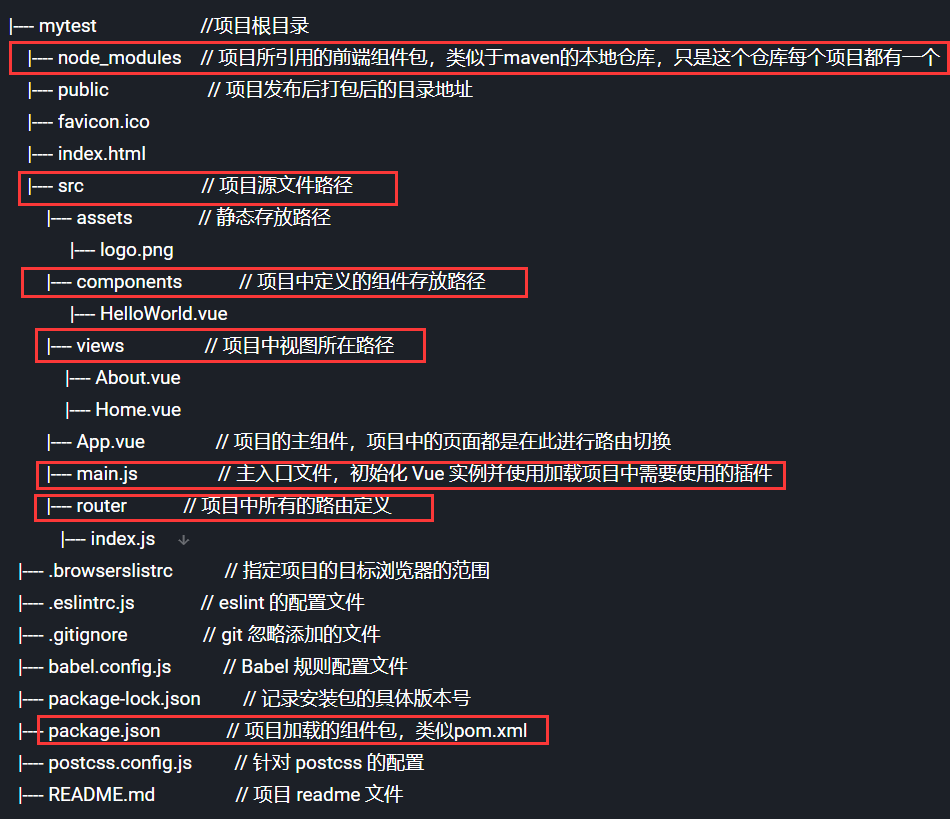 |---- mytest //项目根目录
|---- node_modules // 项目所引用的前端组件包，类似于maven的本地仓库，只是这个仓库每个项目都有一个
|---- public // 项目发布后打包后的目录地址
|---- favicon.ico
|---- index.html
|---- src // 项目源文件路径
|---- assets // 静态存放路径
|---- logo.png
|---- components // 项目中定义的组件存放路径
|---- HelloWorld.vue
|---- views // 项目中视图所在路径
|---- About.vue
|---- Home.vue
|---- App.vue // 项目的主组件，项目中的页面都是在此进行路由切换
|---- main.js // 主入口文件，初始化 Vue 实例并使用加载项目中需要使用的插件
|---- router // 项目中所有的路由定义
|---- index.js ↓
|---- .browserslistrc // 指定项目的目标浏览器的范围
|---- .eslintrc.js // eslint 的配置文件
|---- .gitignore // git 忽略添加的文件
|---- babel.config.js // Babel 规则配置文件
|---- package-lock.json // 记录安装包的具体版本号
|---- package.json // 项目加载的组件包，类似pom.xml
|---- postcss.config.js // 针对 postcss 的配置
|---- README.md // 项目 readme 文件